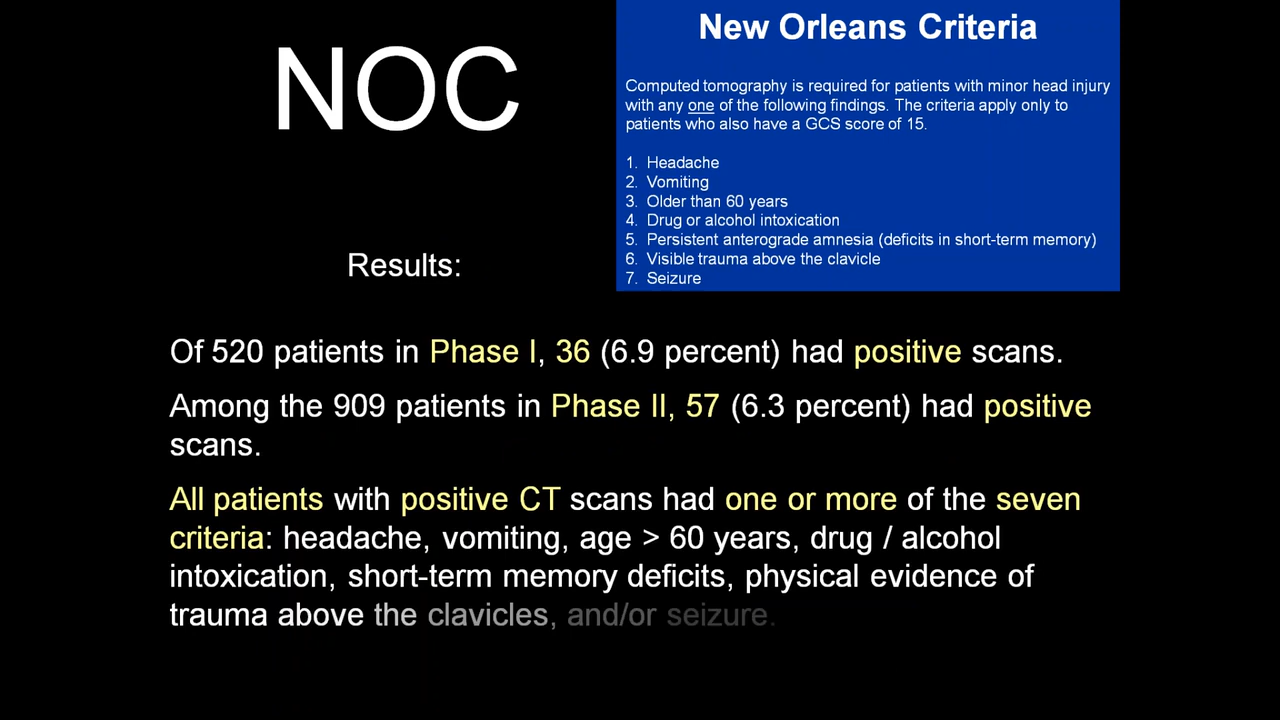 NOC
New Orleans Criteria
Computed tomography is required for patients with minor head injury
with any one of the following findings. The criteria apply only to
patients who also have a GCS score of 15.
1. Headache
2. Vomiting
3. Older than 60 years
4. Drug or alcohol intoxication
5. Persistent anterograde amnesia (deficits in short-term memory)
6. Visible trauma above the clavicle
7. Seizure
Results:
Of 520 patients in Phase I, 36 (6.9 percent) had positive scans.
Among the 909 patients in Phase II, 57 (6.3 percent) had positive
scans.
All patients with positive CT scans had one or more of the seven
criteria: headache, vomiting, age > 60 years, drug / alcohol
intoxication, short-term memory deficits, physical evidence of
trauma above the clavicles, and/or seizure.